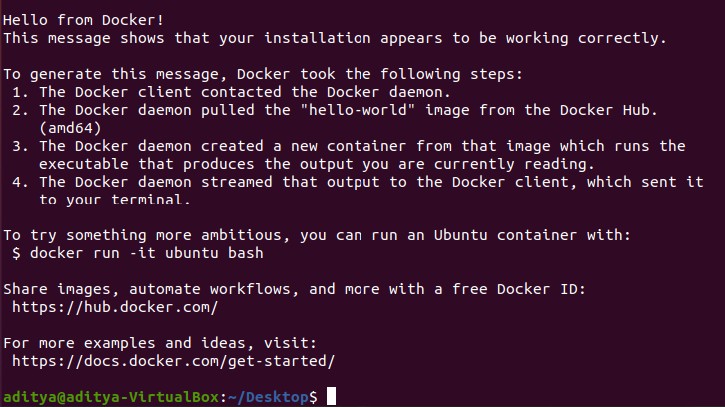 Hello from Docker!
This message shows that your installation appears to be working correctly.
To generate this message, Docker took the following steps:
1. The Docker client contacted the Docker daemon.
2. The Docker daemon pulled the "hello-world" image from the Docker Hub.
(amd64)
3. The Docker daemon created a new container from that image which runs the
executable that produces the output you are currently reading.
4. The Docker daemon streamed that output to the Docker client, which sent it
to your terminal.
To try something more ambitious, you can run an Ubuntu container with:
$ docker run -it ubuntu bash
Share images, automate workflows, and more with a free Docker ID:
https://hub.docker.com/
For more examples and ideas, visit:
https://docs.docker.com/get-started/
aditya@aditya-VirtualBox:~/Desktop$